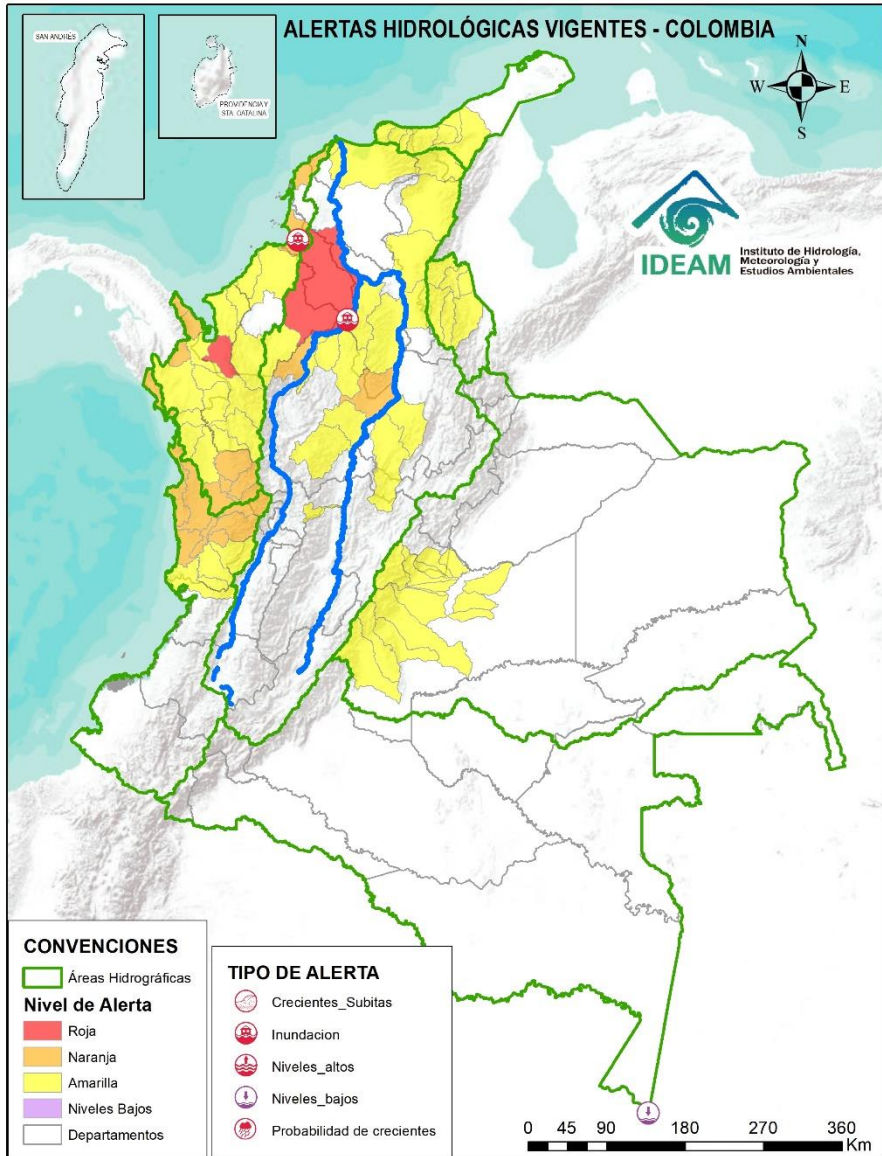 ALERTAS HIDROLÓGICAS VIGENTES - COLOMBIA
SAN ANDRÉS
PROVIDENCIA Y
STA. CATALINA
N
W
E
S
IDEAM
Instituto de Hidrología,
Meteorología y
Estudios Ambientales
CONVENCIONES
Áreas Hidrográficas
Nivel de Alerta
Roja
Naranja
Amarilla
Niveles Bajos
Departamentos
TIPO DE ALERTA
Crecientes_Subitas
Inundacion
Niveles_altos
Niveles_bajos
Probabilidad de crecientes
0 45 90 180 270 360
Km